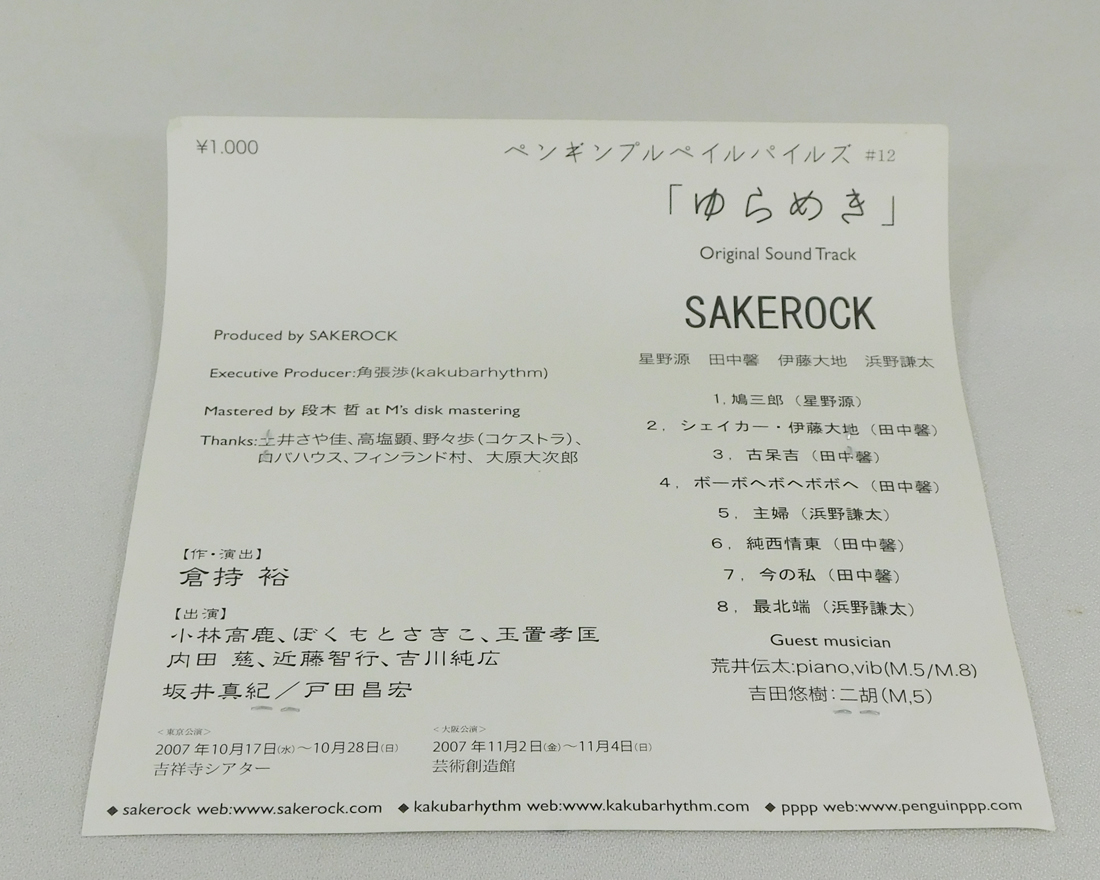 ¥1.000
ペンギンプルペイルパイルズ #12
「ゆらめき」
Original Sound Track
SAKEROCK
星野源　田中馨　伊藤大地　浜野謙太
1. 鳩三郎（星野源）
2. シェイカー・伊藤大地（田中馨）
3. 古呆吉（田中馨）
4. ボーボヘボヘボボヘ（田中馨）
5. 主婦（浜野謙太）
6. 純西情東（田中馨）
7. 今の私（田中馨）
8. 最北端（浜野謙太）
Guest musician
荒井伝太:piano,vib(M.5/M.8)
吉田悠樹:二胡(M,5)
Produced by SAKEROCK
Executive Producer:角張渉(kakubarhythm)
Mastered by 段木 哲 at M's disk mastering
Thanks:土井さや佳、高塩顕、野々歩(コケストラ)、
白バハウス、フィンランド村、大原大次郎
【作・演出】
倉持 裕
【出演】
小林高鹿、ぼくもとさきこ、玉置孝匡
内田 慈、近藤智行、吉川純広
坂井真紀／戸田昌宏
<東京公演>
2007年10月17日(水)～10月28日(日)
吉祥寺シアター
<大阪公演>
2007年11月2日(金)～11月4日(日)
芸術創造館
◆sakerock web:www.sakerock.com ◆kakubarhythm web:www.kakubarhythm.com ◆pppp web:www.penguinppp.com